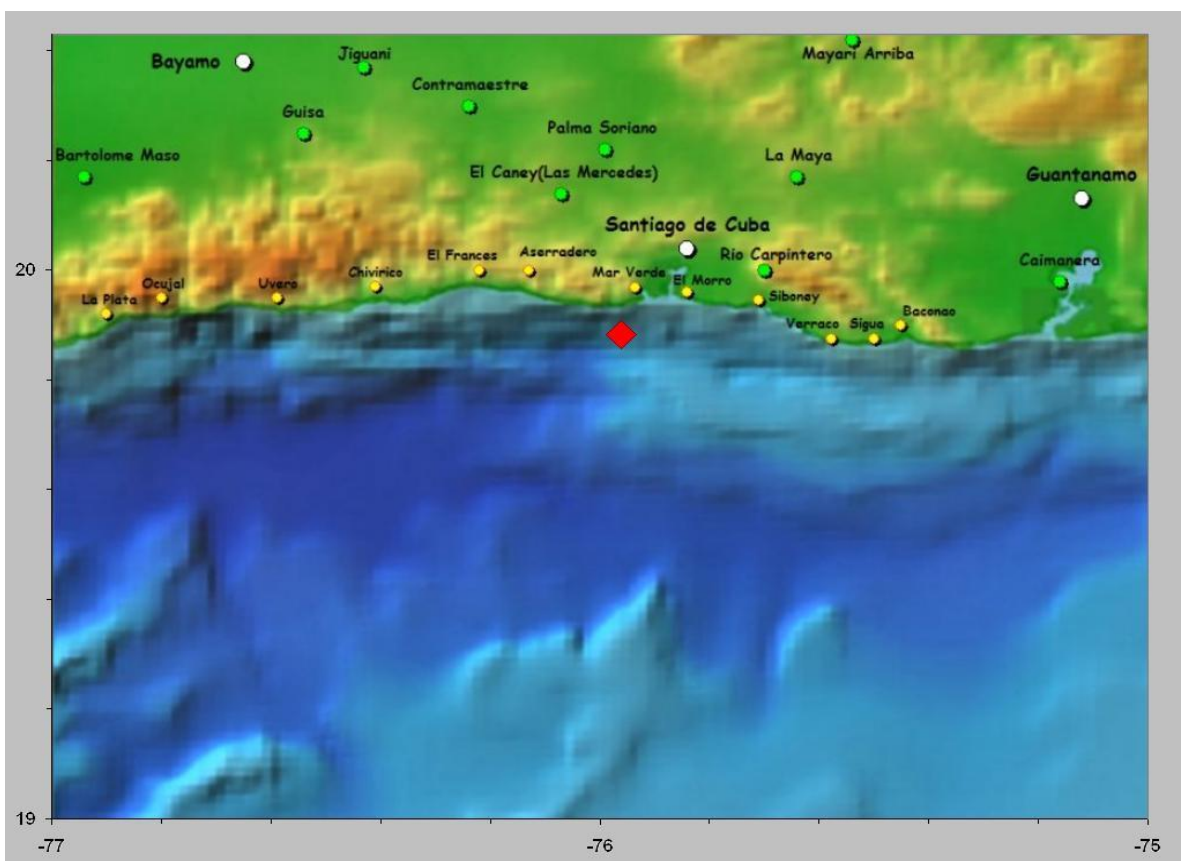 Bayamo
Jiguani
Mayari Arriba
Contramaestre
Guisa
Palma Soriano
Bartolome Maso
La Maya
El Caney(Las Mercedes)
Guantanamo
Santiago de Cuba
El Frances
Aserradero
Rio Carpintero
Caimanera
20
Chivirico
Mar Verde
El Morro
Ocujal
Uvero
La Plata
Siboney
Baconao
Verraco
Sigua
19
-77
-76
-75